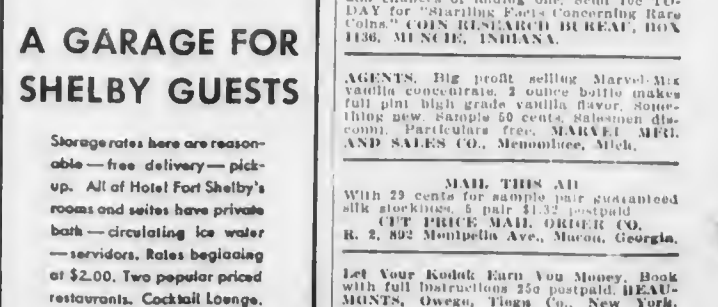 A GARAGE FOR
SHELBY GUESTS
Storage rates here are reason-
able — free delivery — pick-
up. All of Hotel Fort Shelby's
rooms and suites have private
bath — circulating ice water
— servidors. Rates beginning
at $2.00. Two popular priced
restaurants. Cocktail Lounge.
DAY for "Startling Facts Concerning Rare
Coins." COIN RESEARCH BUREAU, BOX
1136, MUNCIE, INDIANA.
AGENTS. Big profit selling Marvel-Mix
vanilla concentrate. 2 ounce bottle makes
full pint high grade vanilla flavor. Some-
thing new. Sample 50 cents. Salesmen dis-
count. Particulars free. MARVEL MFG.
AND SALES CO., Menominee, Mich.
MAIL THIS AD
With 29 cents for sample pair guaranteed
silk stockings, 5 pair $1.32 postpaid
CUT PRICE MAIL ORDER CO.
R. 2, 892 Montpelia Ave., Macon, Georgia.
Let Your Kodak Earn You Money. Book
with full instructions 25c postpaid. BEAU-
MONTS, Owego, Tioga Co., New York.